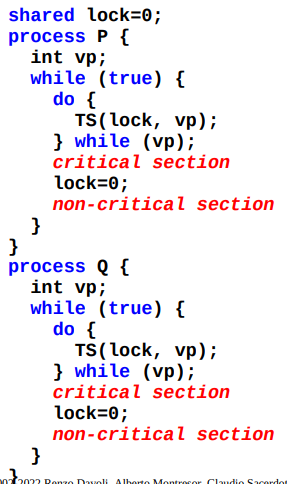 shared lock=0;
process P {
int vp;
while (true) {
do {
TS(lock, vp);
} while (vp);
critical section
lock=0;
non-critical section
}
}
process Q {
int vp;
while (true) {
do {
TS(lock, vp);
} while (vp);
critical section
lock=0;
non-critical section
}
}
2022 Renzo Davoli, Alberto Montresor, Claudio Sacerdot